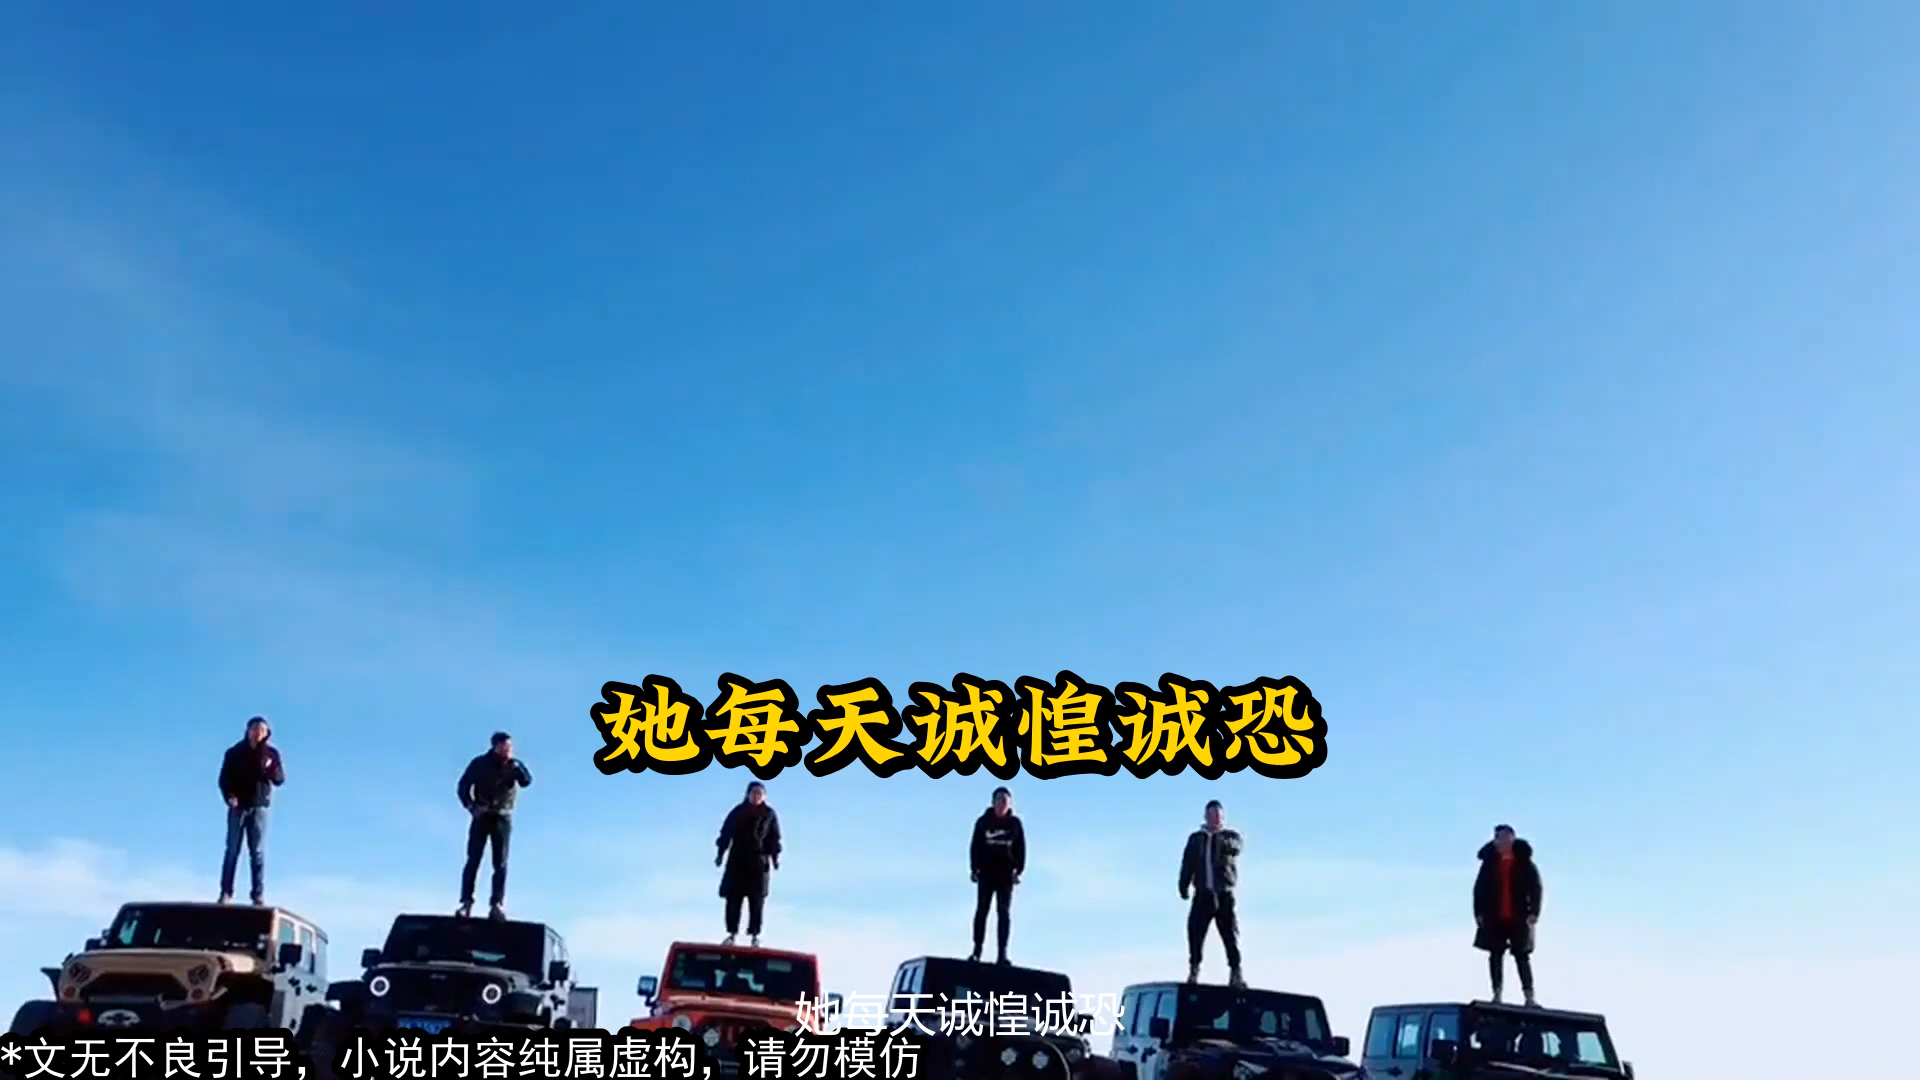 她每天诚惶诚恐
她每天诚惶诚恐
*文无不良引导，小说内容纯属虚构，请勿模仿